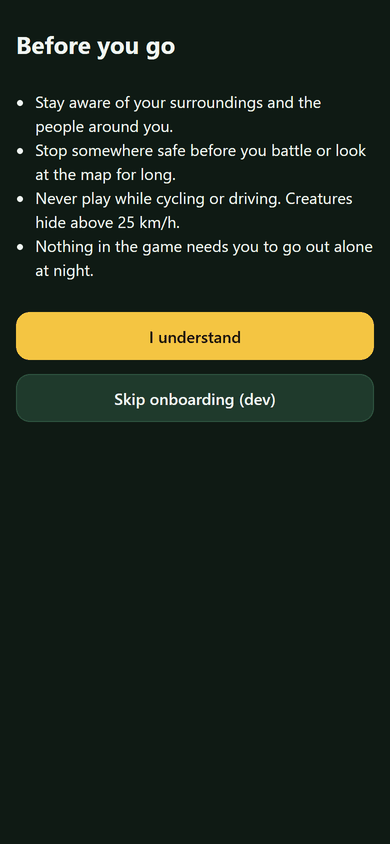 Before you go
• Stay aware of your surroundings and the
people around you.
• Stop somewhere safe before you battle or look
at the map for long.
• Never play while cycling or driving. Creatures
hide above 25 km/h.
• Nothing in the game needs you to go out alone
at night.
I understand
Skip onboarding (dev)